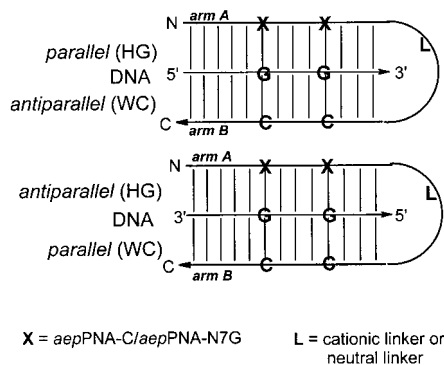 N arm A X X
L
parallel (HG)
DNA 5' G G 3'
antiparallel (WC)
C arm B C C
N arm A X X
L
antiparallel (HG)
DNA 3' G G 5'
parallel (WC)
C arm B C C
X = aepPNA-C/aepPNA-N7G
L = cationic linker or
neutral linker